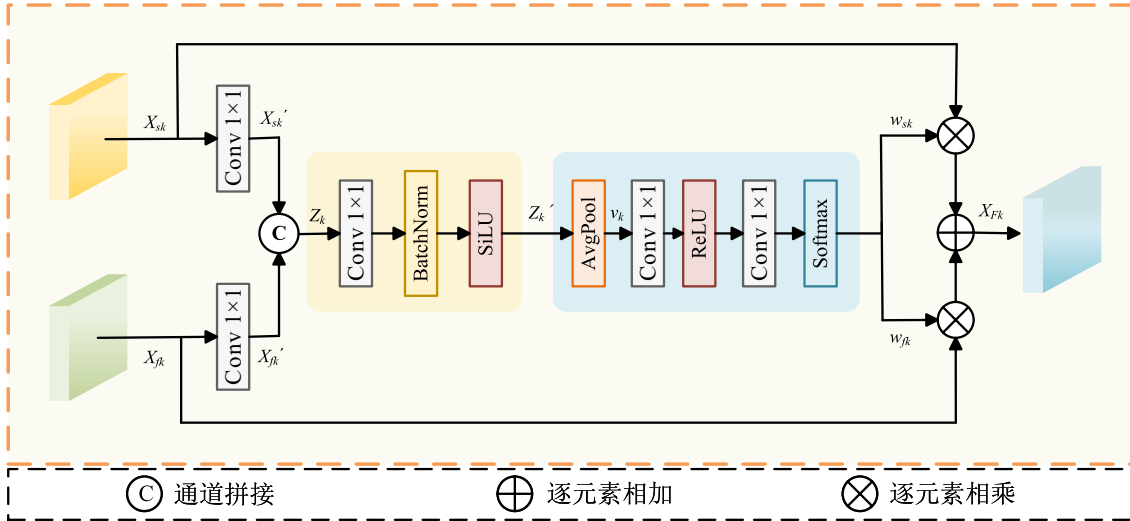 X_sk
Conv 1×1
X_sk′
w_sk
Z_k
Conv 1×1
BatchNorm
SiLU
Z_k′
AvgPool
v_k
Conv 1×1
ReLU
Conv 1×1
Softmax
X_Fk
C
X_fk
Conv 1×1
X_fk′
w_fk
C 通道拼接
逐元素相加
逐元素相乘